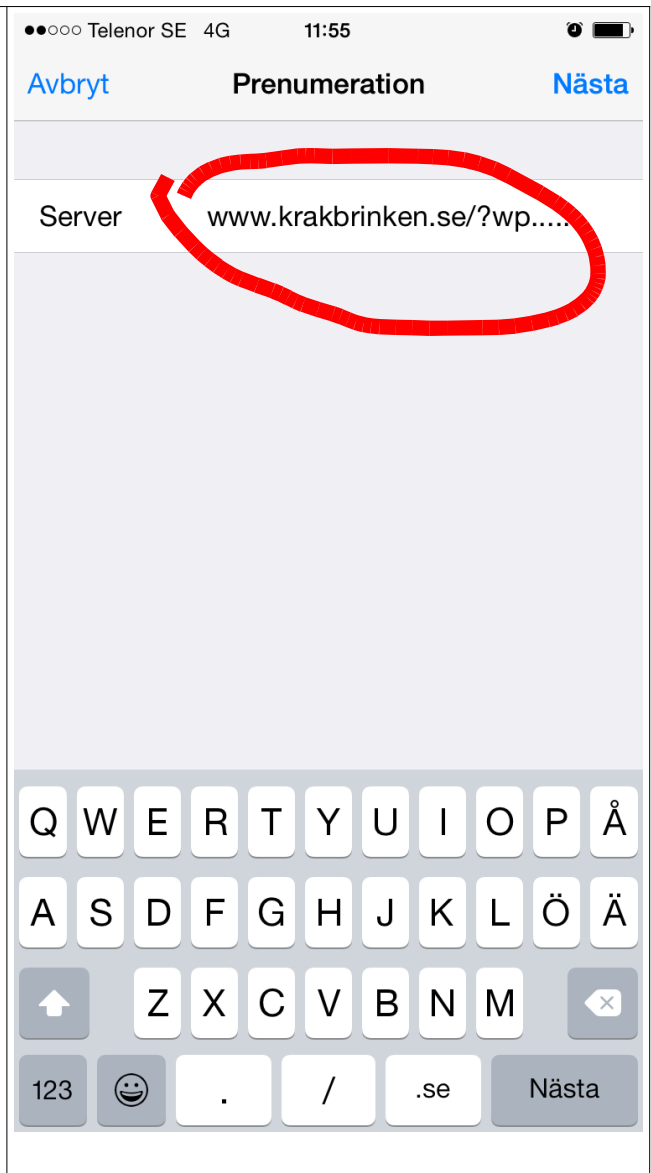 Telenor SE 4G 11:55
Avbryt Prenumeration Nästa
Server www.krakbrinken.se/?wp.....
Q W E R T Y U I O P Å
A S D F G H J K L Ö Ä
Z X C V B N M
123 . / .se Nästa